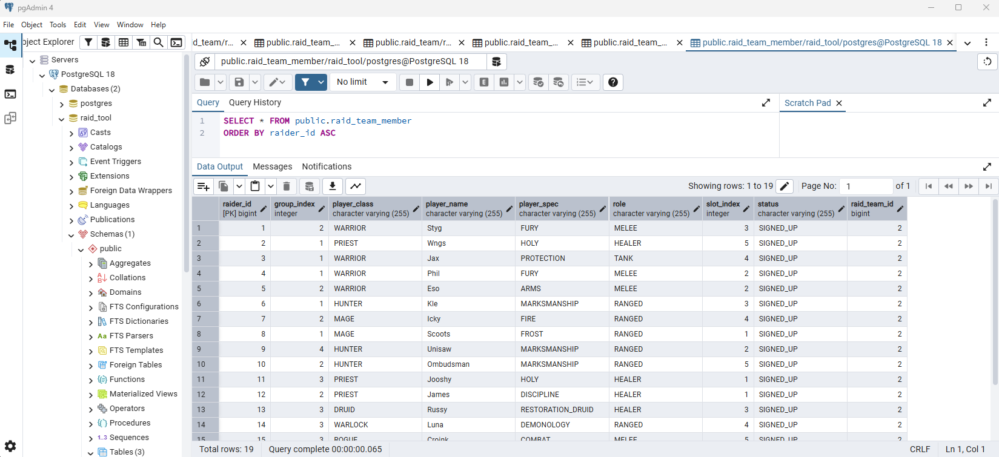 pgAdmin 4
File Object Tools Edit View Window Help
bject Explorer
d_team/r... public.raid_team_... public.raid_team/r... public.raid_team_... public.raid_team_... public.raid_team_member/raid_tool/postgres@PostgreSQL 18
public.raid_team_member/raid_tool/postgres@PostgreSQL 18
No limit
E
Query Query History
Scratch Pad
1 SELECT * FROM public.raid_team_member
2 ORDER BY raider_id ASC
Data Output Messages Notifications
Showing rows: 1 to 19 Page No: 1 of 1
raider_id group_index player_class player_name player_spec role slot_index status raid_team_id
[PK] bigint integer character varying (255) character varying (255) character varying (255) character varying (255) integer character varying (255) bigint
1 1 2 WARRIOR Styg FURY MELEE 3 SIGNED_UP 2
2 2 1 PRIEST Wngs HOLY HEALER 5 SIGNED_UP 2
3 3 1 WARRIOR Jax PROTECTION TANK 4 SIGNED_UP 2
4 4 1 WARRIOR Phil FURY MELEE 2 SIGNED_UP 2
5 5 2 WARRIOR Eso ARMS MELEE 2 SIGNED_UP 2
6 6 1 HUNTER Kle MARKSMANSHIP RANGED 3 SIGNED_UP 2
7 7 2 MAGE Icky FIRE RANGED 4 SIGNED_UP 2
8 8 1 MAGE Scoots FROST RANGED 1 SIGNED_UP 2
9 9 4 HUNTER Unisaw MARKSMANSHIP RANGED 2 SIGNED_UP 2
10 10 2 HUNTER Ombudsman MARKSMANSHIP RANGED 5 SIGNED_UP 2
11 11 3 PRIEST Jooshy HOLY HEALER 1 SIGNED_UP 2
12 12 2 PRIEST James DISCIPLINE HEALER 1 SIGNED_UP 2
13 13 3 DRUID Russy RESTORATION_DRUID HEALER 3 SIGNED_UP 2
14 14 3 WARLOCK Luna DEMONOLOGY RANGED 4 SIGNED_UP 2
15 15 3 ROGUE Croink COMBAT MELEE 5 SIGNED_UP 2
Servers
PostgreSQL 18
Databases (2)
postgres
raid_tool
Casts
Catalogs
Event Triggers
Extensions
Foreign Data Wrappers
Languages
Publications
Schemas (1)
public
Aggregates
Collations
Domains
FTS Configurations
FTS Dictionaries
Aa FTS Parsers
FTS Templates
Foreign Tables
Functions
Materialized Views
Operators
Procedures
1..3 Sequences
Tables (3)
Total rows: 19 Query complete 00:00:00.065 CRLF Ln 1, Col 1